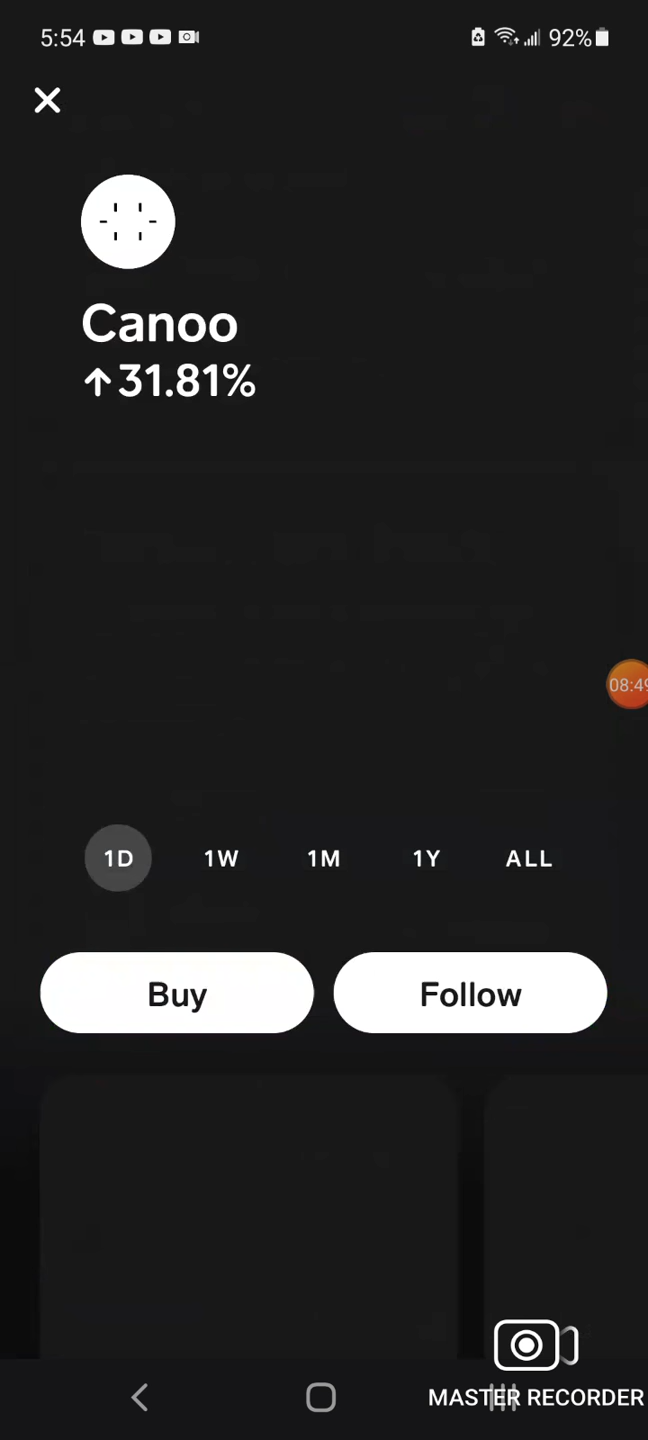 5:54 92%
Canoo
↑31.81%
08:49
1D 1W 1M 1Y ALL
Buy Follow
MASTER RECORDER